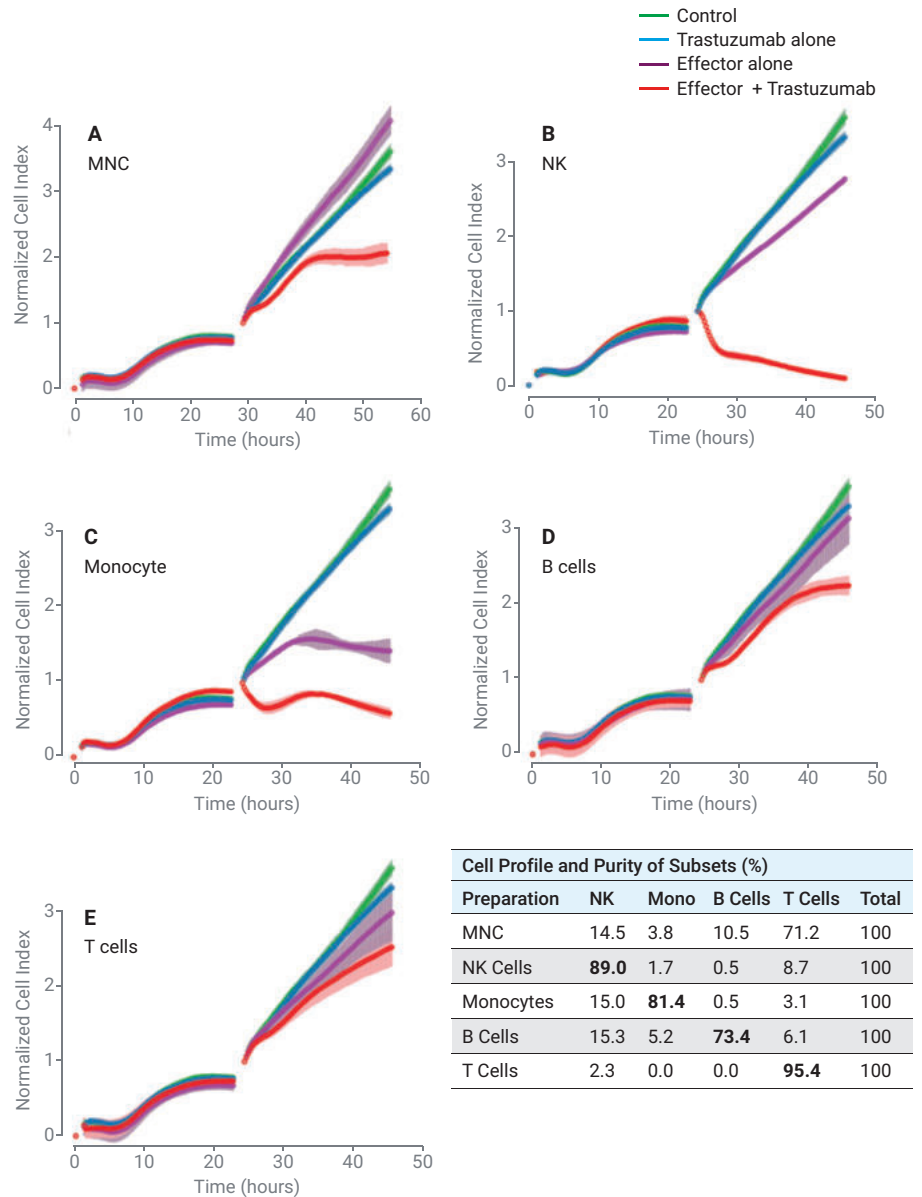 Control
Trastuzumab alone
Effector alone
Effector + Trastuzumab
A
MNC
Normalized Cell Index
4
3
2
1
0
0 10 20 30 40 50 60
Time (hours)
B
NK
Normalized Cell Index
3
2
1
0
0 10 20 30 40 50
Time (hours)
C
Monocyte
Normalized Cell Index
3
2
1
0
0 10 20 30 40 50
Time (hours)
D
B cells
Normalized Cell Index
3
2
1
0
0 10 20 30 40 50
Time (hours)
E
T cells
Normalized Cell Index
3
2
1
0
0 10 20 30 40 50
Time (hours)
Cell Profile and Purity of Subsets (%)
Preparation NK Mono B Cells T Cells Total
MNC 14.5 3.8 10.5 71.2 100
NK Cells 89.0 1.7 0.5 8.7 100
Monocytes 15.0 81.4 0.5 3.1 100
B Cells 15.3 5.2 73.4 6.1 100
T Cells 2.3 0.0 0.0 95.4 100